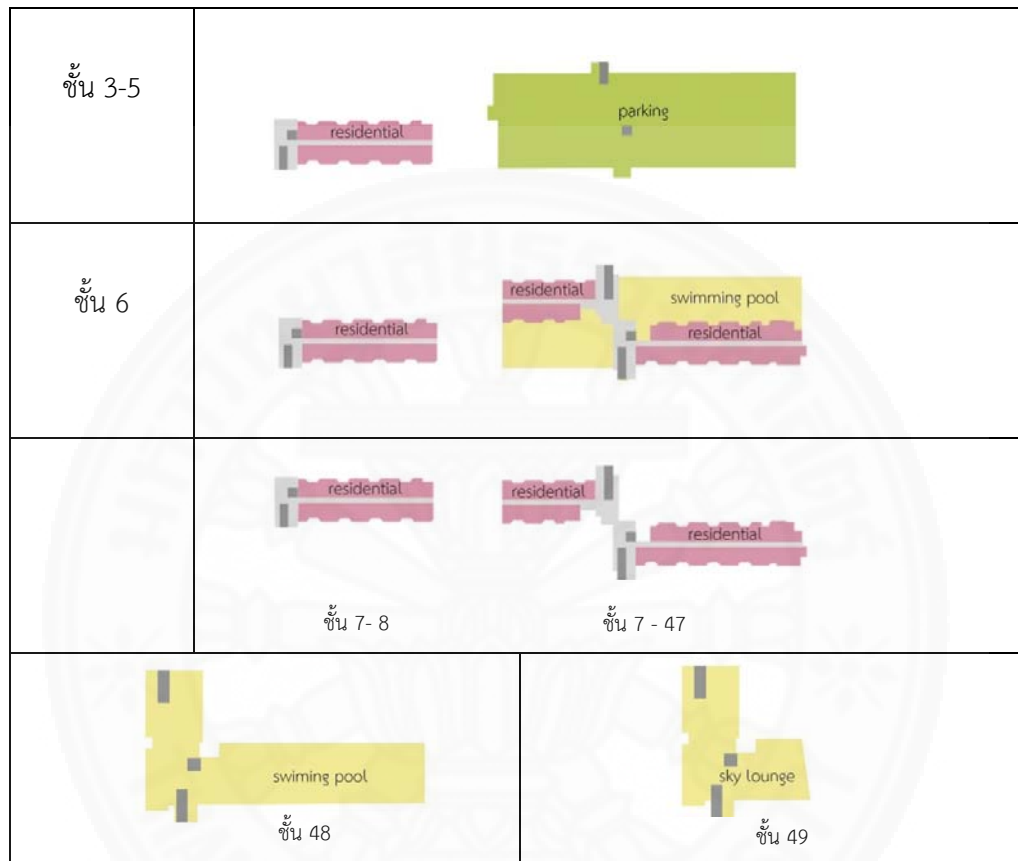 ชั้น 3-5
parking
residential
ชั้น 6
residential
swimming pool
residential
residential
residential
residential
residential
ชั้น 7- 8
ชั้น 7 - 47
swiming pool
ชั้น 48
sky lounge
ชั้น 49